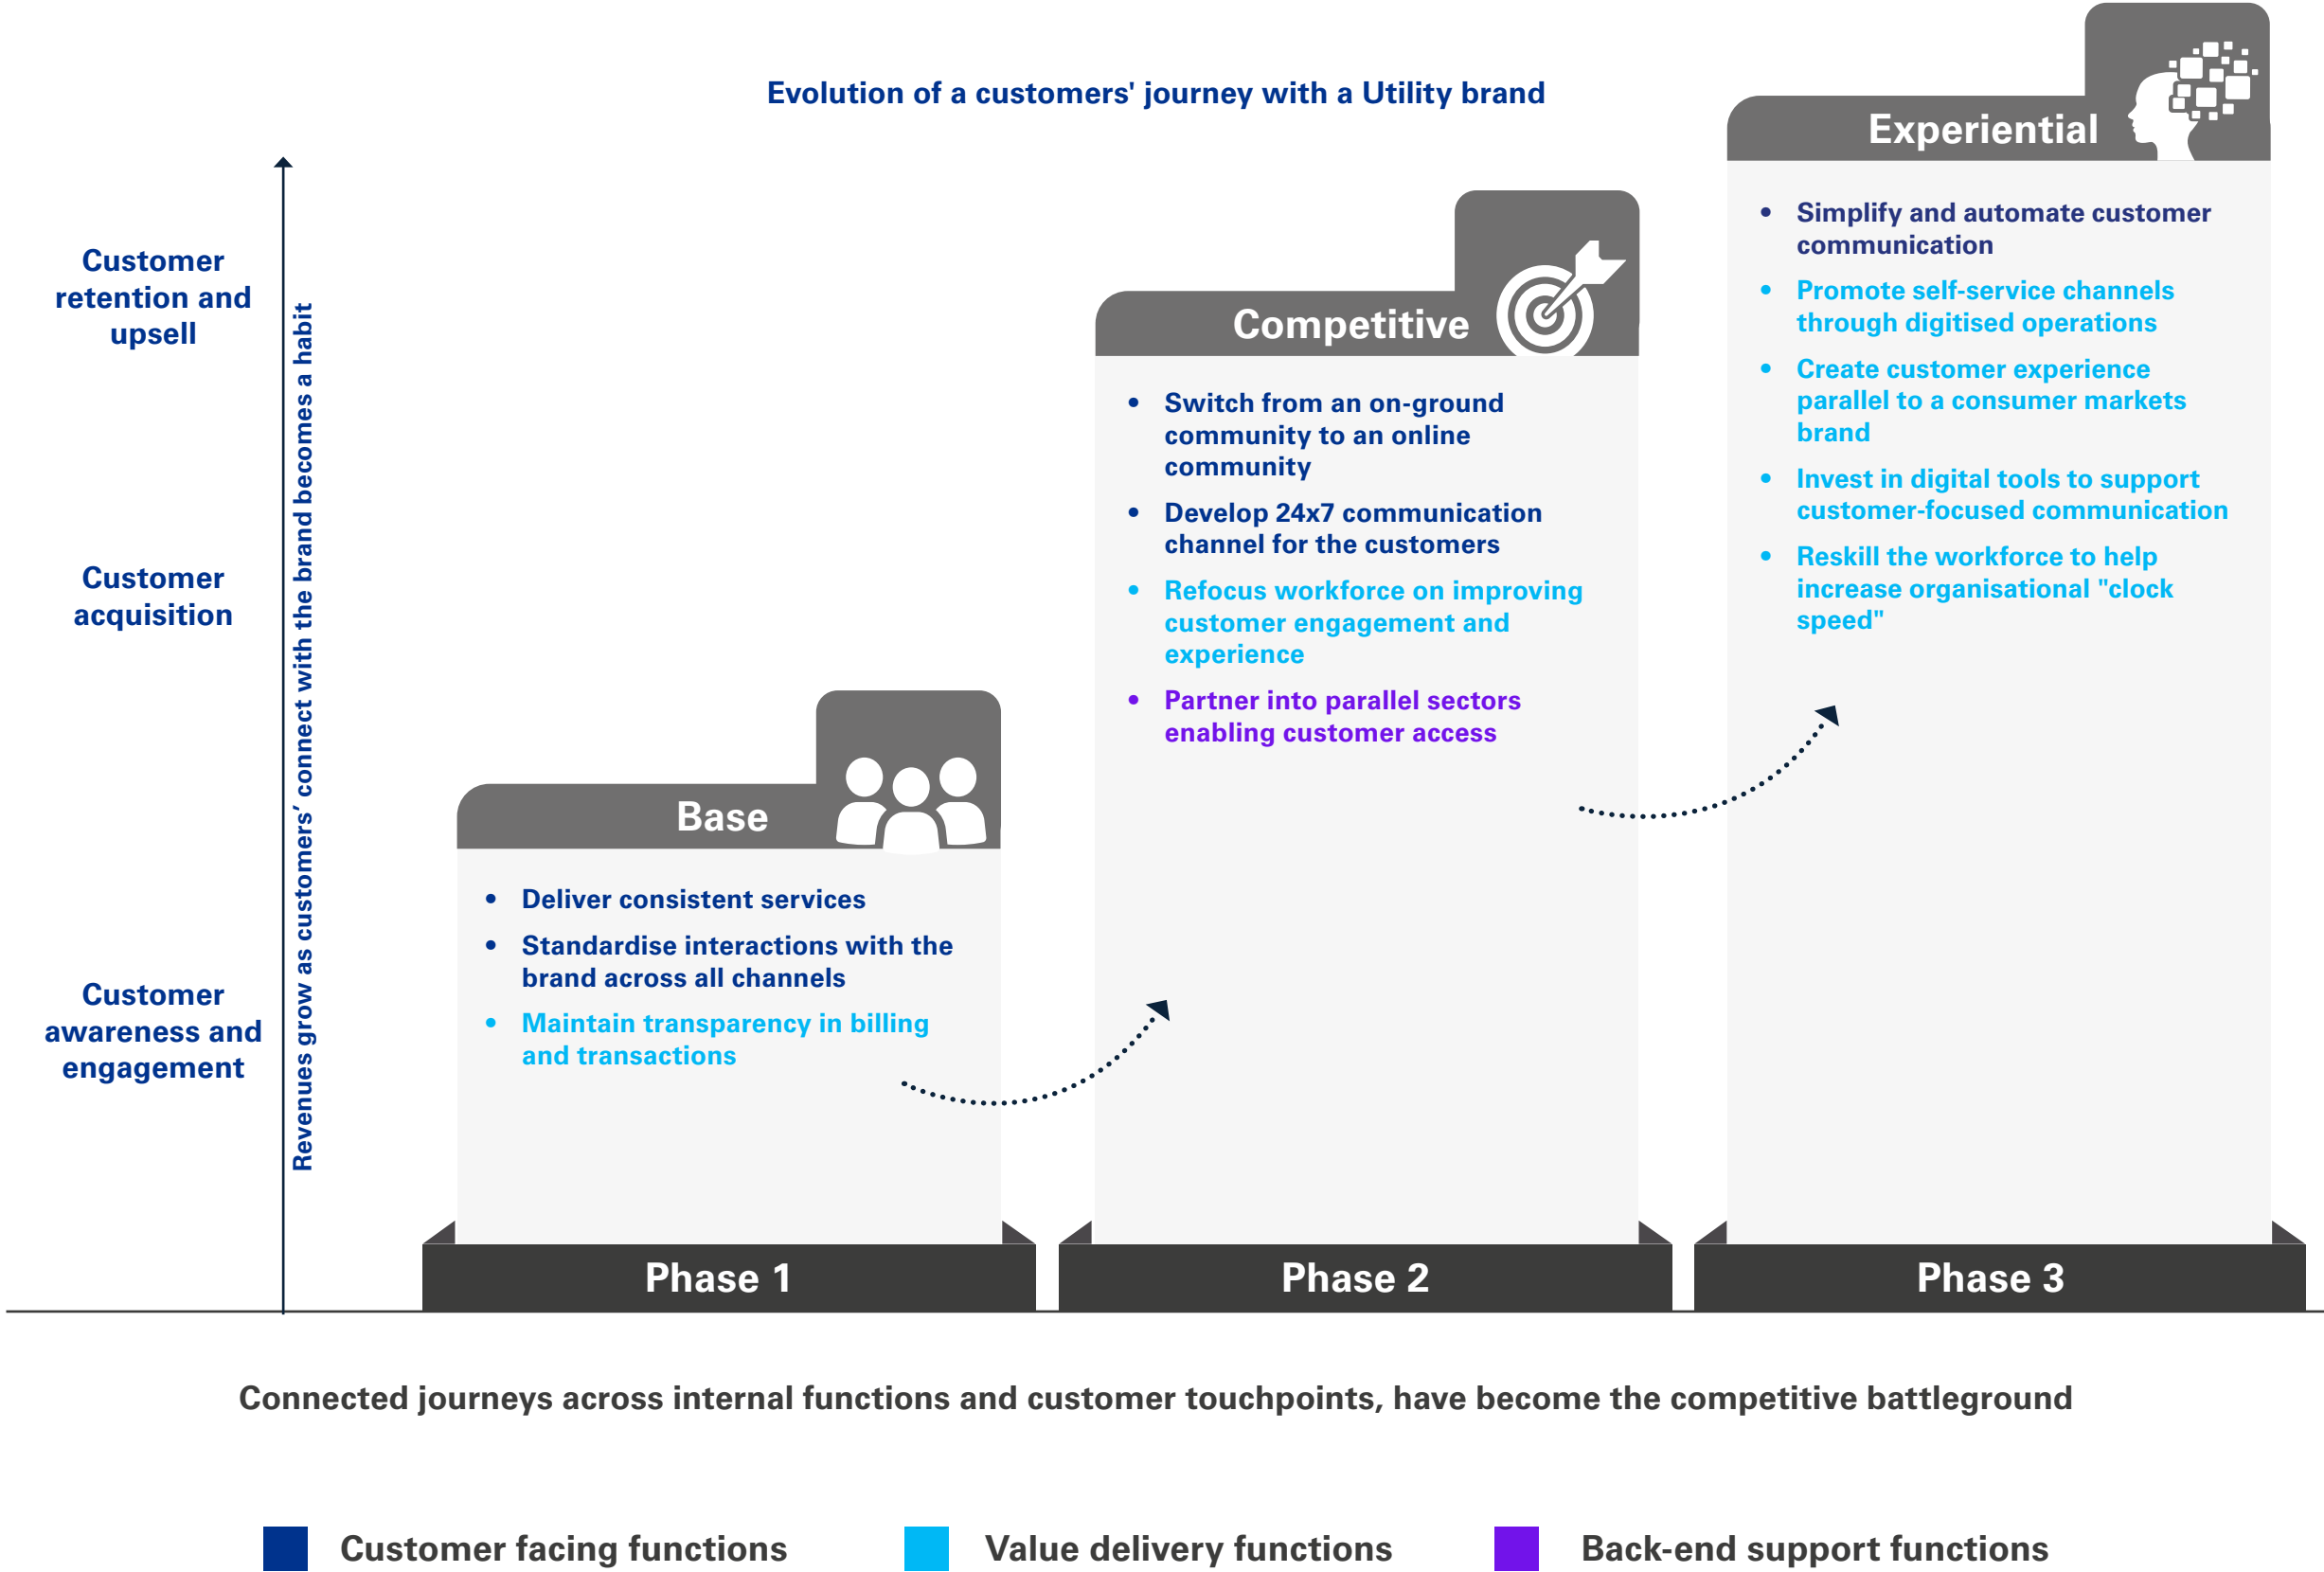 Evolution of a customers' journey with a Utility brand
Customer
retention and
upsell
Customer
acquisition
Customer
awareness and
engagement
Revenues grow as customers’ connect with the brand becomes a habit
Base
• Deliver consistent services
• Standardise interactions with the
brand across all channels
• Maintain transparency in billing
and transactions
Phase 1
Competitive
• Switch from an on-ground
community to an online
community
• Develop 24x7 communication
channel for the customers
• Refocus workforce on improving
customer engagement and
experience
• Partner into parallel sectors
enabling customer access
Phase 2
Experiential
• Simplify and automate customer
communication
• Promote self-service channels
through digitised operations
• Create customer experience
parallel to a consumer markets
brand
• Invest in digital tools to support
customer-focused communication
• Reskill the workforce to help
increase organisational "clock
speed"
Phase 3
Connected journeys across internal functions and customer touchpoints, have become the competitive battleground
Customer facing functions
Value delivery functions
Back-end support functions